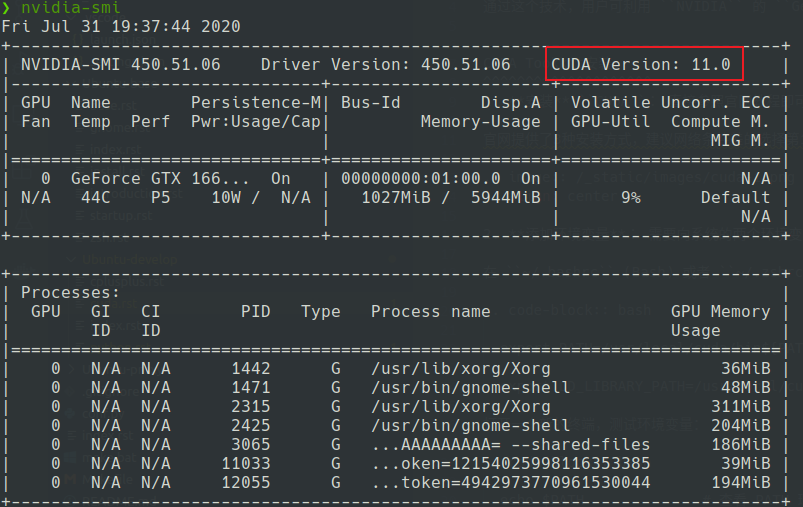 ❯ nvidia-smi
Fri Jul 31 19:37:44 2020
+-----------------------------------------------------------------------------+
| NVIDIA-SMI 450.51.06    Driver Version: 450.51.06    CUDA Version: 11.0     |
|-------------------------------+----------------------+----------------------+
| GPU  Name        Persistence-M| Bus-Id        Disp.A | Volatile Uncorr. ECC |
| Fan  Temp  Perf  Pwr:Usage/Cap|         Memory-Usage | GPU-Util  Compute M. |
|                               |                      |               MIG M. |
|===============================+======================+======================|
|   0  GeForce GTX 166...  On   | 00000000:01:00.0  On |                  N/A |
| N/A   44C    P5    10W /  N/A |   1027MiB /  5944MiB |      9%      Default |
|                               |                      |                  N/A |
+-------------------------------+----------------------+----------------------+
+-----------------------------------------------------------------------------+
| Processes:                                                                  |
|  GPU   GI   CI        PID   Type   Process name                  GPU Memory |
|        ID   ID                                                   Usage      |
|=============================================================================|
|    0   N/A  N/A      1442      G   /usr/lib/xorg/Xorg                 36MiB |
|    0   N/A  N/A      1471      G   /usr/bin/gnome-shell               48MiB |
|    0   N/A  N/A      2315      G   /usr/lib/xorg/Xorg                311MiB |
|    0   N/A  N/A      2425      G   /usr/bin/gnome-shell              204MiB |
|    0   N/A  N/A      3065      G   ...AAAAAAAAA= --shared-files      186MiB |
|    0   N/A  N/A     11033      G   ...oken=12154025998116353385       39MiB |
|    0   N/A  N/A     12055      G   ...token=4942973770961530044      194MiB |
+-----------------------------------------------------------------------------+